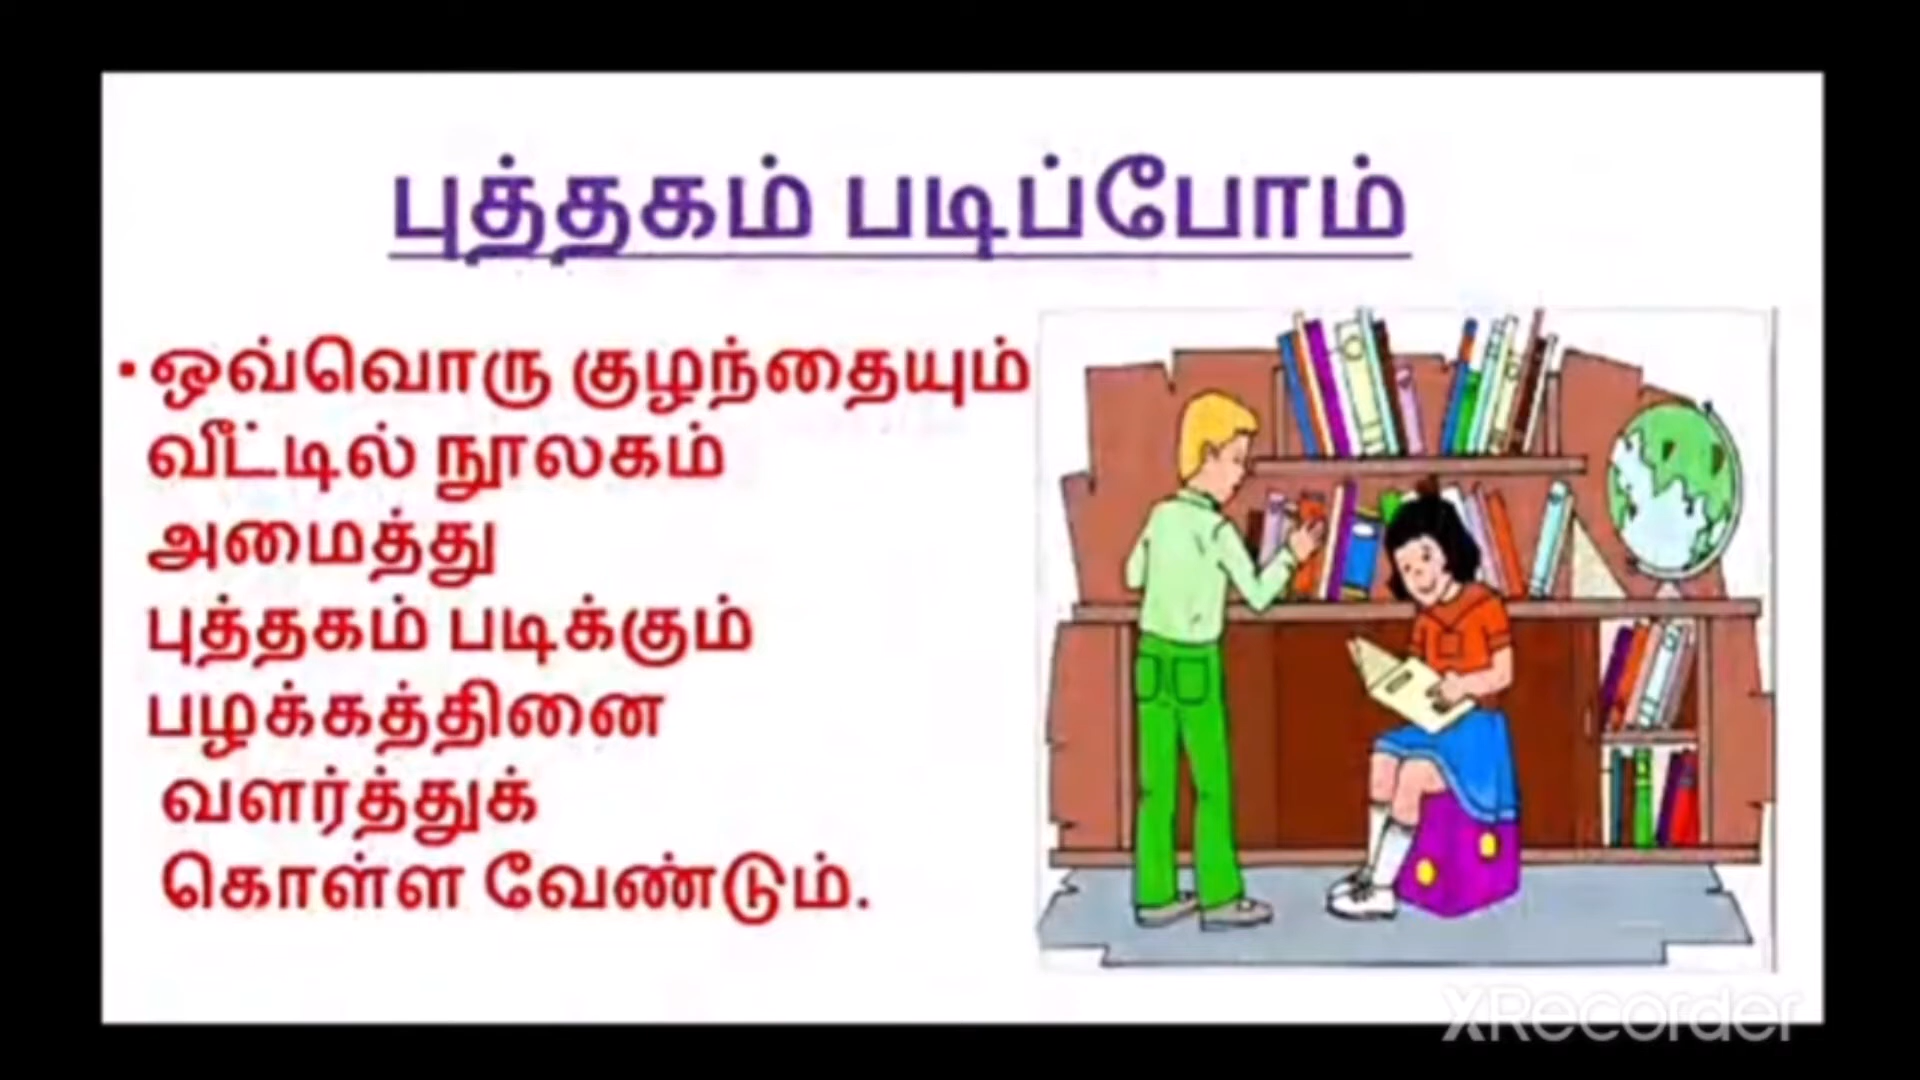 புத்தகம் படிப்போம்
• ஒவ்வொரு குழந்தையும்
வீட்டில் நூலகம்
அமைத்து
புத்தகம் படிக்கும்
பழக்கத்தினை
வளர்த்துக்
கொள்ள வேண்டும்.
XRecorder